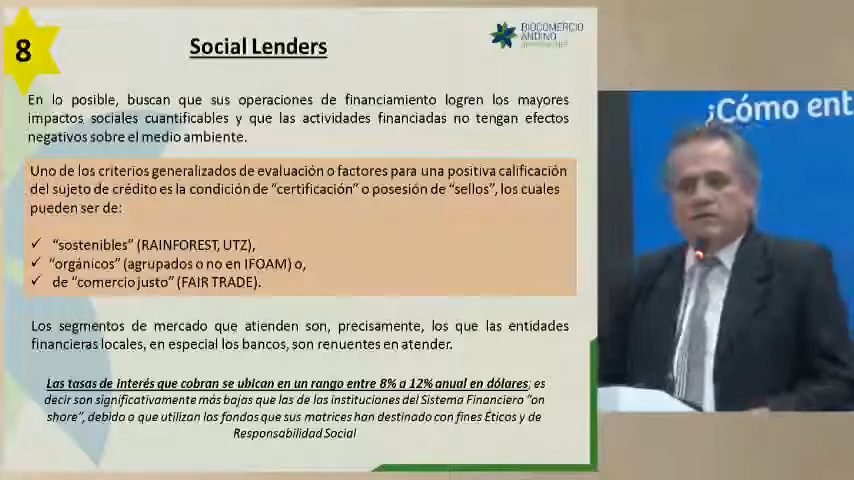 8
Social Lenders
BIOCOMERCIO
ANDINO
En lo posible, buscan que sus operaciones de financiamiento logren los mayores
impactos sociales cuantificables y que las actividades financiadas no tengan efectos
negativos sobre el medio ambiente.
Uno de los criterios generalizados de evaluación o factores para una positiva calificación
del sujeto de crédito es la condición de “certificación” o posesión de “sellos”, los cuales
pueden ser de:
✓ “sostenibles” (RAINFOREST, UTZ),
✓ “orgánicos” (agrupados o no en IFOAM) o,
✓ de “comercio justo” (FAIR TRADE).
Los segmentos de mercado que atienden son, precisamente, los que las entidades
financieras locales, en especial los bancos, son renuentes en atender.
Las tasas de interés que cobran se ubican en un rango entre 8% a 12% anual en dólares; es
decir son significativamente más bajas que las de las instituciones del Sistema Financiero “on
shore”, debido a que utilizan los fondos que sus matrices han destinado con fines Éticos y de
Responsabilidad Social
¿Cómo ent